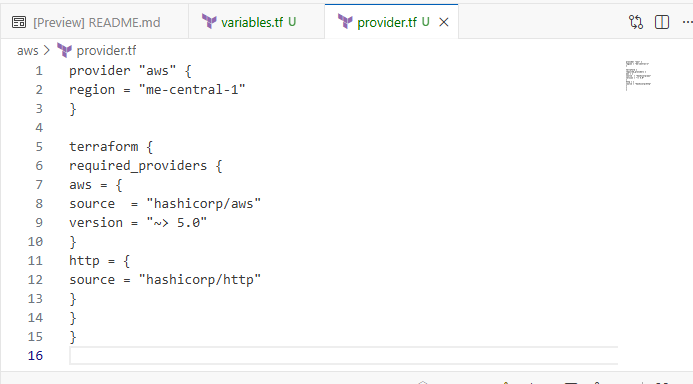 [Preview] README.md
variables.tf U
provider.tf U
aws > provider.tf
1 provider "aws" {
2 region = "me-central-1"
3 }
4
5 terraform {
6 required_providers {
7 aws = {
8 source  = "hashicorp/aws"
9 version = "~> 5.0"
10 }
11 http = {
12 source = "hashicorp/http"
13 }
14 }
15 }
16